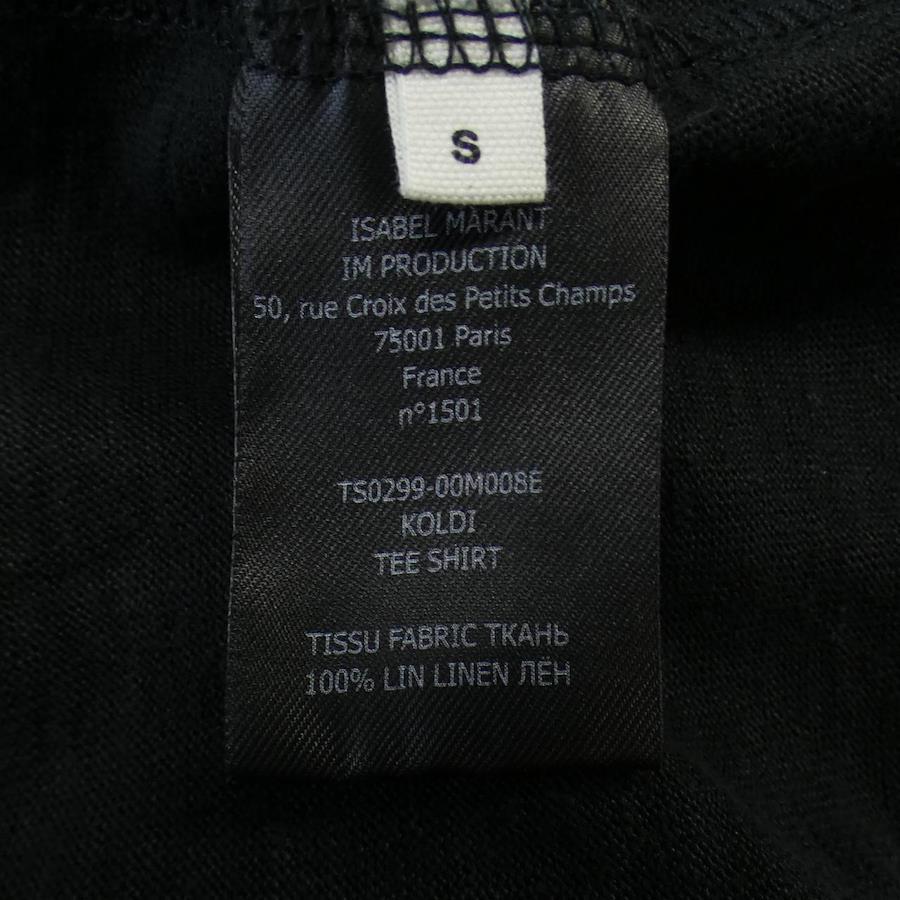 S
ISABEL MARANT
IM PRODUCTION
50, rue Croix des Petits Champs
75001 Paris
France
n°1501
TS0299-00M008E
KOLDI
TEE SHIRT
TISSU FABRIC ТКАНЬ
100% LIN LINEN ЛЁН